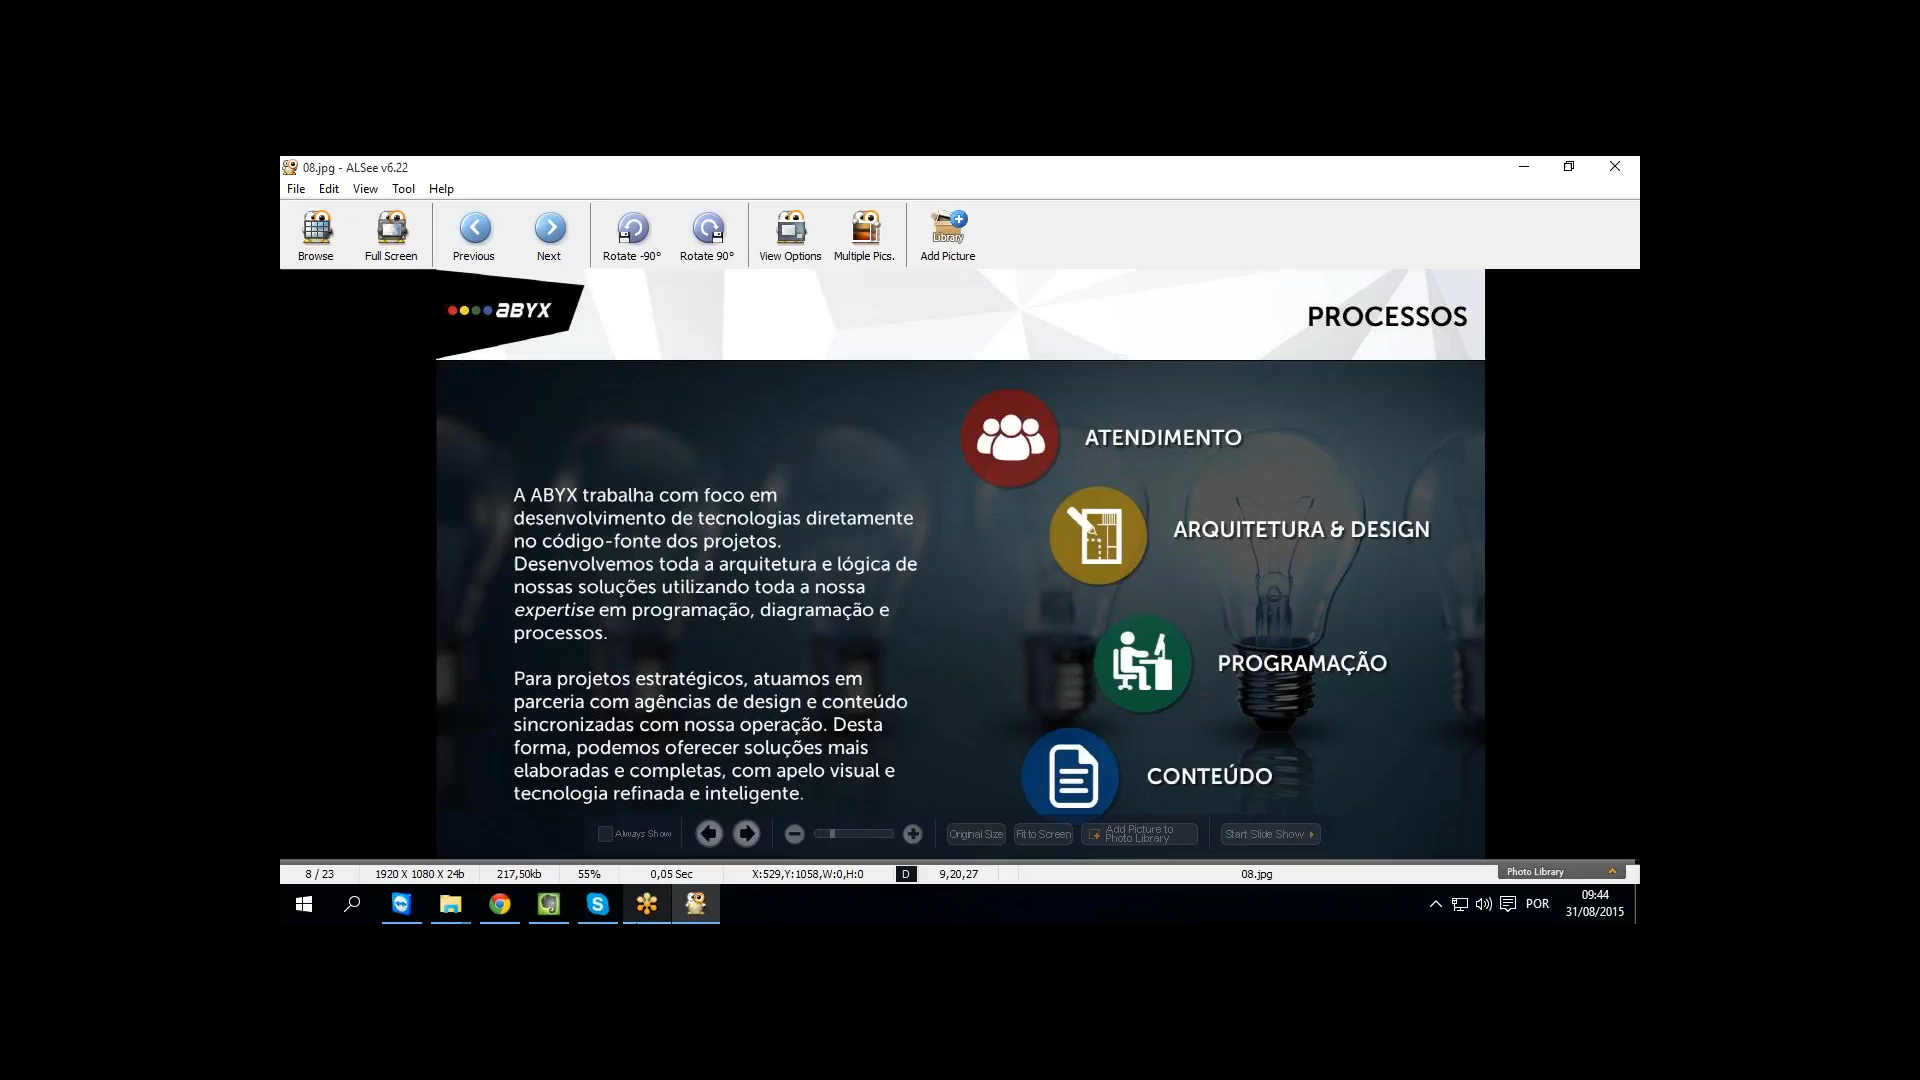 08.jpg - ALSee v6.22
File Edit View Tool Help
Browse Full Screen Previous Next Rotate -90° Rotate 90° View Options Multiple Pics. Library Add Picture
ABYX
PROCESSOS
ATENDIMENTO
ARQUITETURA & DESIGN
PROGRAMAÇÃO
CONTEÚDO
A ABYX trabalha com foco em
desenvolvimento de tecnologias diretamente
no código-fonte dos projetos.
Desenvolvemos toda a arquitetura e lógica de
nossas soluções utilizando toda a nossa
expertise em programação, diagramação e
processos.
Para projetos estratégicos, atuamos em
parceria com agências de design e conteúdo
sincronizadas com nossa operação. Desta
forma, podemos oferecer soluções mais
elaboradas e completas, com apelo visual e
tecnologia refinada e inteligente.
Always Show Original Size Fit to Screen Add Picture to
Photo Library Start Slide Show
8 / 23 1920 X 1080 X 24b 217,50kb 55% 0,05 Sec X:529,Y:1058,W:0,H:0 D 9,20,27 08.jpg Photo Library
POR 09:44
31/08/2015